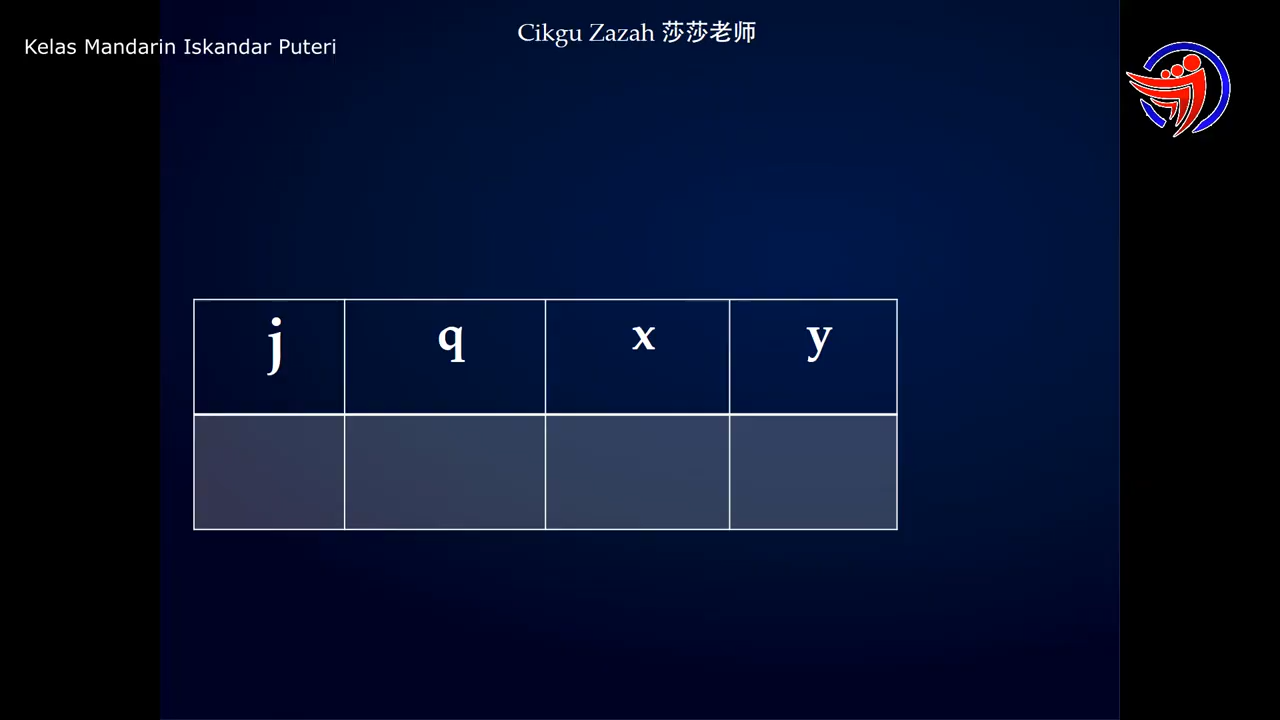 Cikgu Zazah 莎莎老师
Kelas Mandarin Iskandar Puteri
j q x y